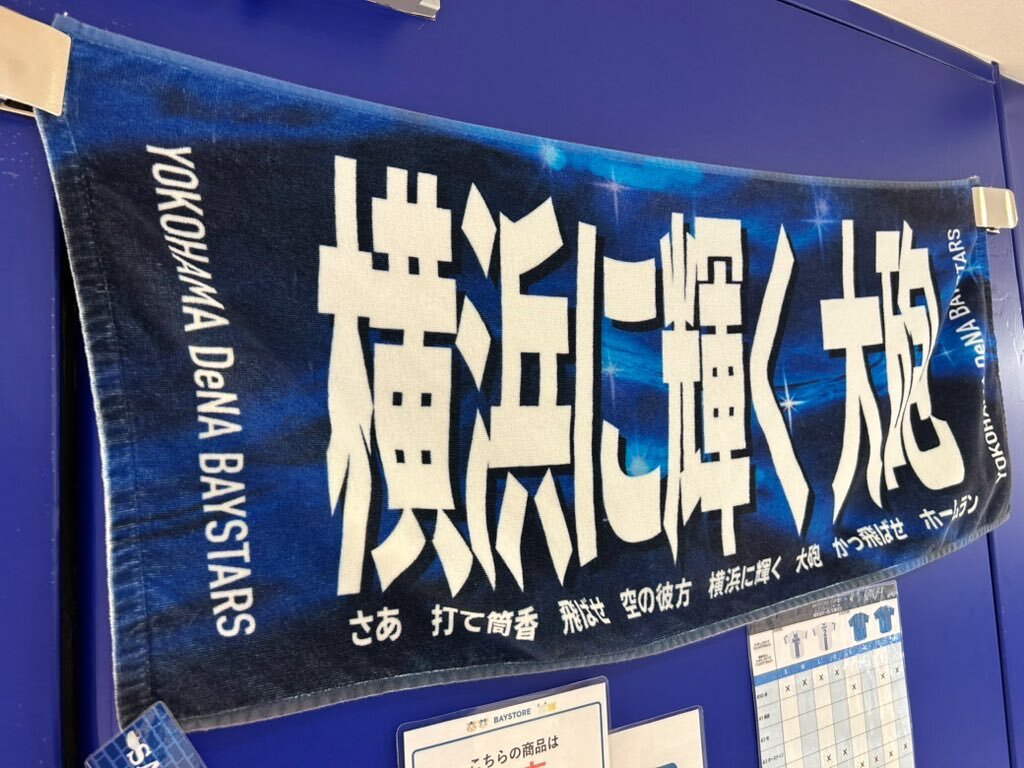 横浜に輝く大砲
さあ 打て筒香 飛ばせ 空の彼方 横浜に輝く 大砲 かっ飛ばせ ホームラン
YOKOHAMA DeNA BAYSTARS
YOKOHAMA DeNA BAYSTARS
BAYSTORE
こちらの商品は